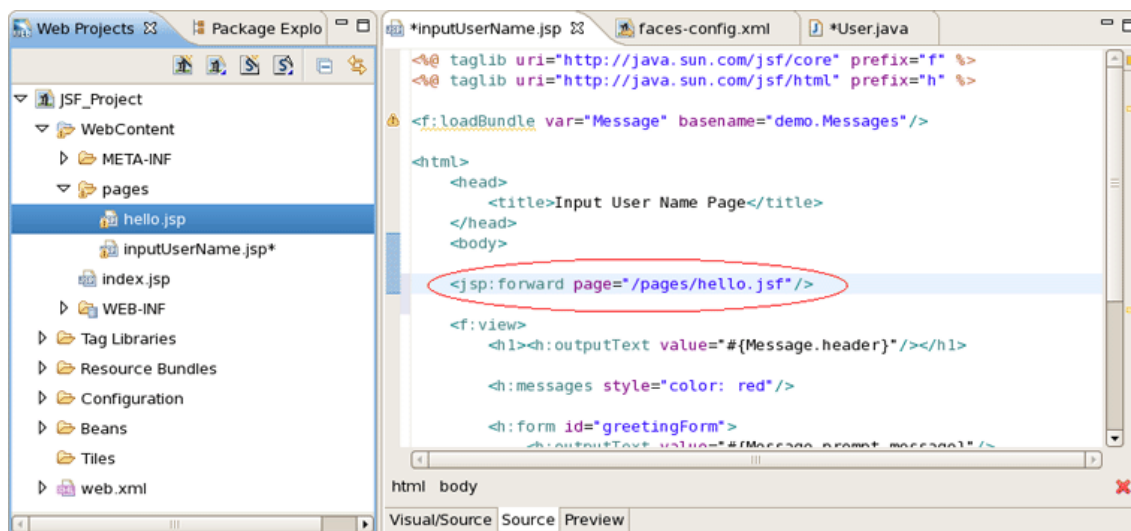 Web Projects
Package Explo
JSF_Project
WebContent
META-INF
pages
hello.jsp
inputUserName.jsp*
index.jsp
WEB-INF
Tag Libraries
Resource Bundles
Configuration
Beans
Tiles
web.xml
*inputUserName.jsp
faces-config.xml
*User.java
<%@ taglib uri="http://java.sun.com/jsf/core" prefix="f" %>
<%@ taglib uri="http://java.sun.com/jsf/html" prefix="h" %>
<f:loadBundle var="Message" basename="demo.Messages"/>
<html>
<head>
<title>Input User Name Page</title>
</head>
<body>
<jsp:forward page="/pages/hello.jsf"/>
<f:view>
<h1><h:outputText value="#{Message.header}"/></h1>
<h:messages style="color: red"/>
<h:form id="greetingForm">
<h:outputText value="#{Message.prompt_message}"/>
html body
Visual/Source Source Preview